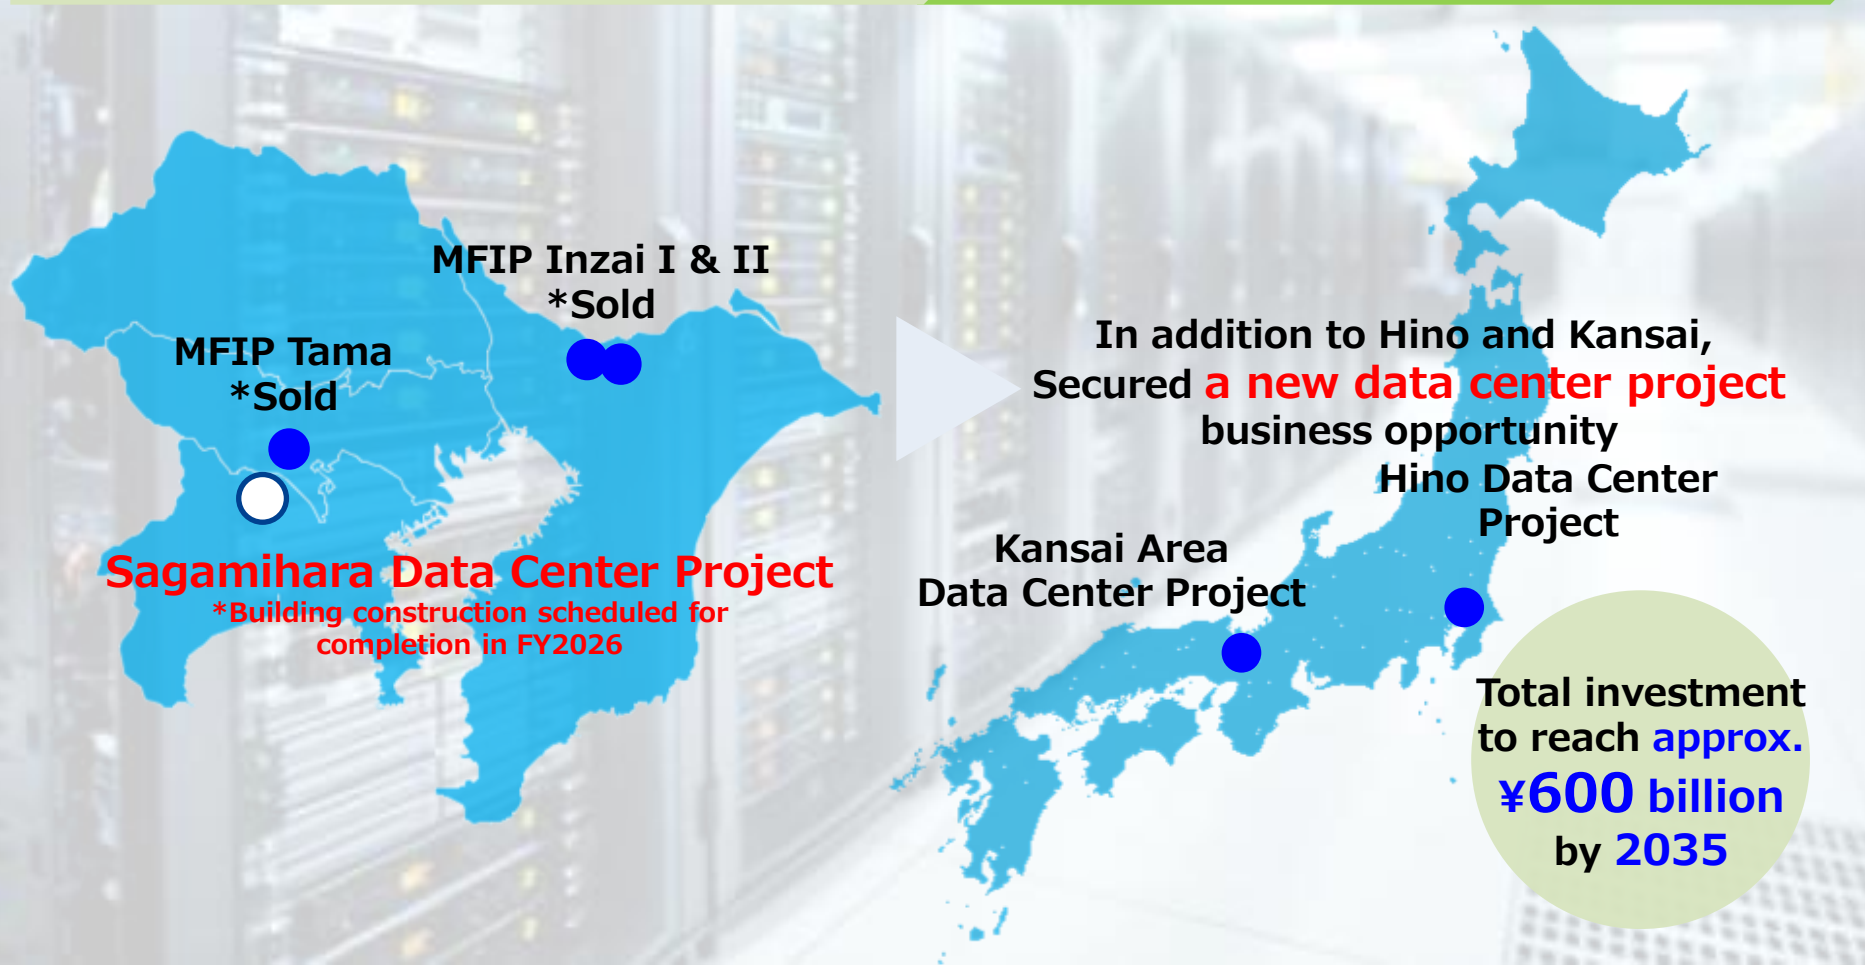 MFIP Inzai I & II
*Sold
MFIP Tama
*Sold
Sagamihara Data Center Project
*Building construction scheduled for
completion in FY2026
In addition to Hino and Kansai,
Secured a new data center project
business opportunity
Hino Data Center
Project
Kansai Area
Data Center Project
Total investment
to reach approx.
¥600 billion
by 2035